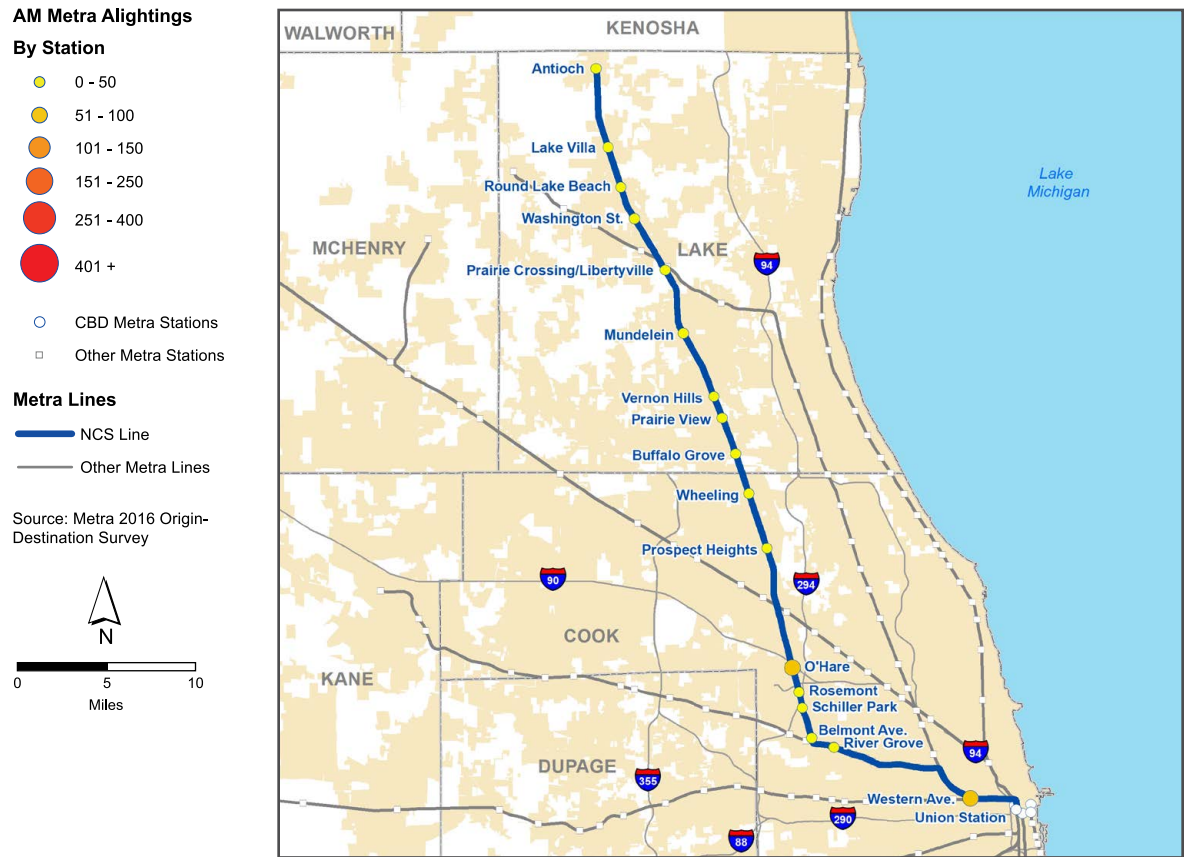 AM Metra Alightings
By Station
0 - 50
51 - 100
101 - 150
151 - 250
251 - 400
401 +
CBD Metra Stations
Other Metra Stations
Metra Lines
NCS Line
Other Metra Lines
Source: Metra 2016 Origin-
Destination Survey
N
0 5 10
Miles
WALWORTH
KENOSHA
Antioch
Lake Villa
Lake
Michigan
Round Lake Beach
Washington St.
MCHENRY
LAKE
94
Prairie Crossing/Libertyville
Mundelein
Vernon Hills
Prairie View
Buffalo Grove
Wheeling
Prospect Heights
90
294
COOK
O'Hare
KANE
Rosemont
Schiller Park
Belmont Ave.
River Grove
94
DUPAGE
355
Western Ave.
290
Union Station
88